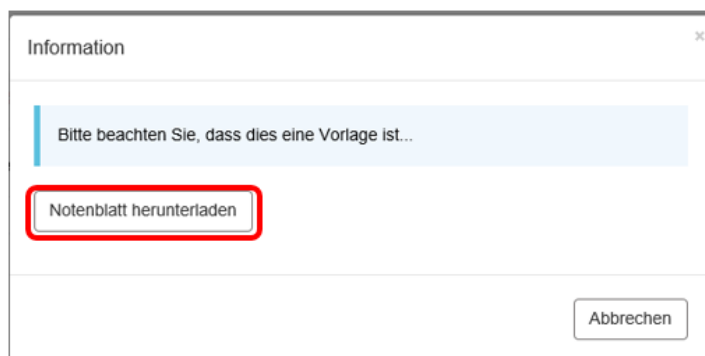 Information
Bitte beachten Sie, dass dies eine Vorlage ist...
Notenblatt herunterladen
Abbrechen